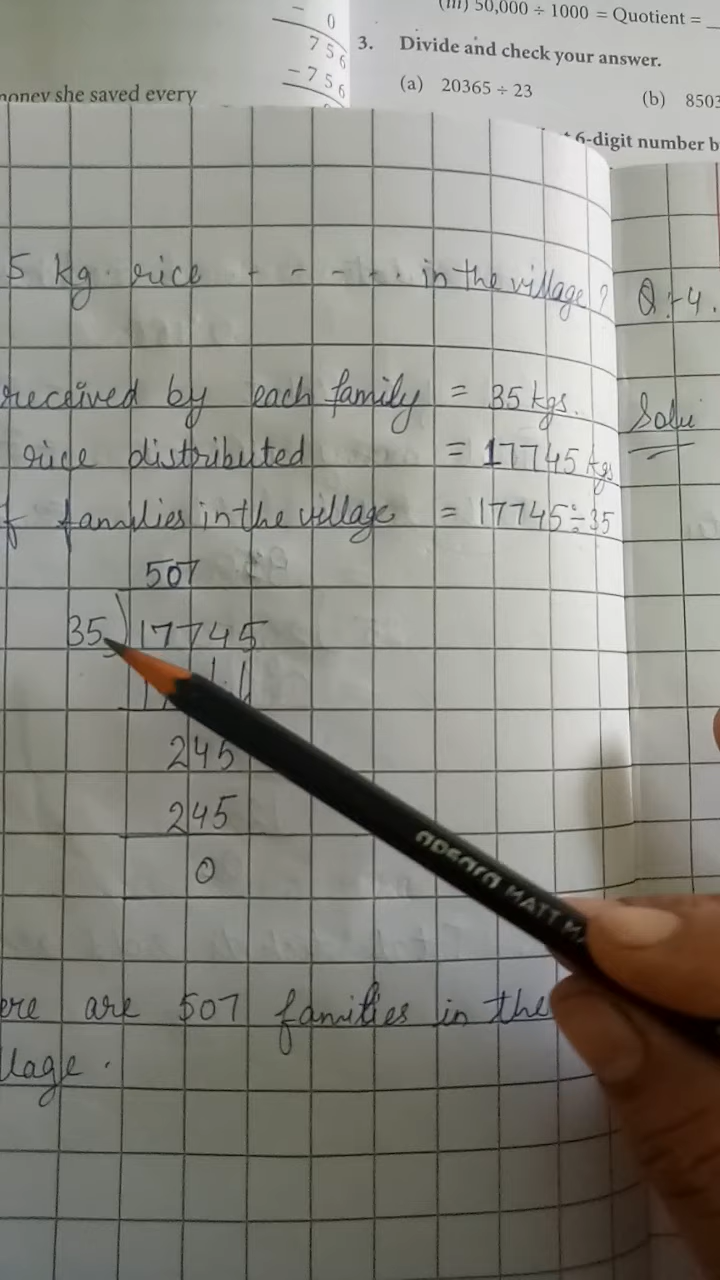 (iii) 50,000 ÷ 1000 = Quotient =
- 0
756
- 756
3. Divide and check your answer.
(a) 20365 ÷ 23
(b) 8503
money she saved every
6-digit number b
5 kg. rice - - - - . in the village?
Q:-4.
received by each family = 35 kgs.
Solu
rice distributed = 17745 kgs
families in the village = 17745÷35
507
35)17745
245
245
0
are 507 families in the
MATT